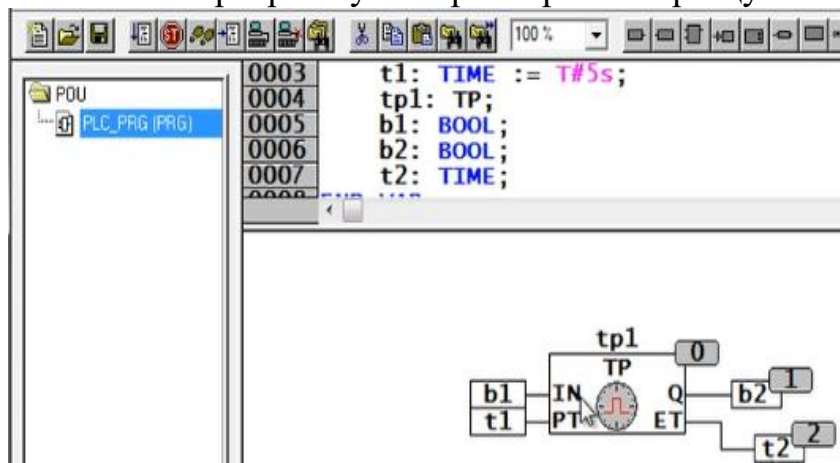 100 %
POU
PLC_PRG (PRG)
0003 t1: TIME := T#5s;
0004 tp1: TP;
0005 b1: BOOL;
0006 b2: BOOL;
0007 t2: TIME;
tp1
0
TP
b1 IN Q b2 1
t1 PT ET
t2 2